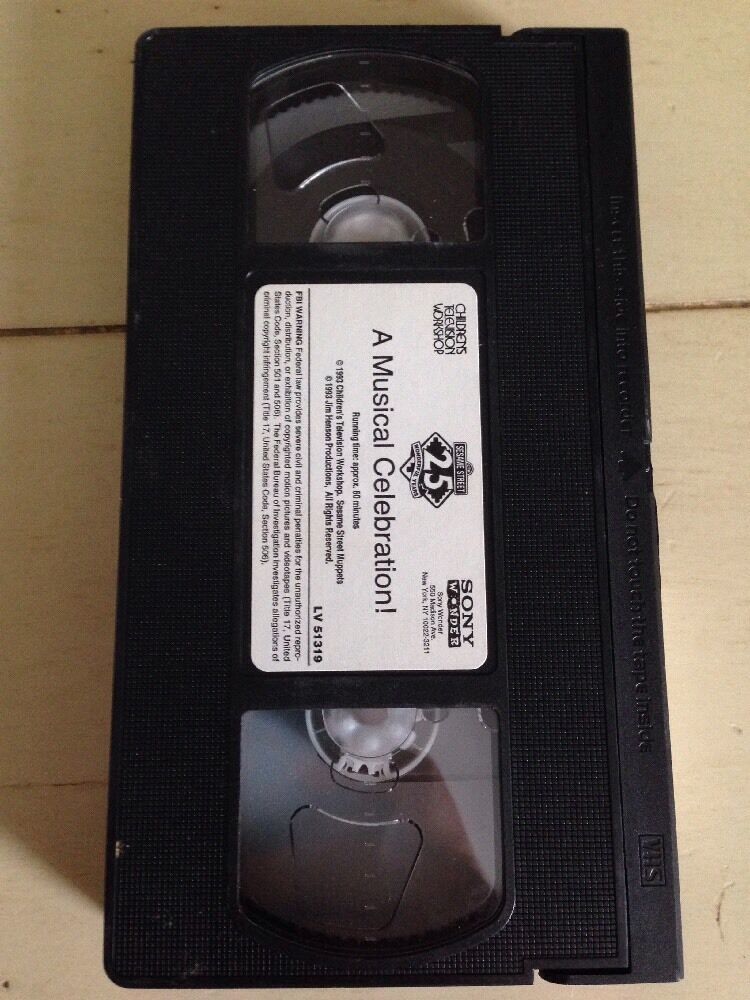 CHILDREN'S
TELEVISION
WORKSHOP
SESAME STREET
25
WONDERFUL YEARS
SONY
WONDER
Sony Wonder
550 Madison Ave.
New York, NY 10022-3211
A Musical Celebration!
Running time: approx. 60 minutes
© 1993 Children's Television Workshop. Sesame Street Muppets
© 1993 Jim Henson Productions, All Rights Reserved.
LV 51319
FBI WARNING Federal law provides severe civil and criminal penalties for the unauthorized repro-
duction, distribution, or exhibition of copyrighted motion pictures and videotapes (Title 17, United
States Code, Section 501 and 506). The Federal Bureau of Investigation investigates allegations of
criminal copyright infringement (Title 17, United States Code, Section 506).
Insert this side into recorder
Do not touch the tape inside
VHS